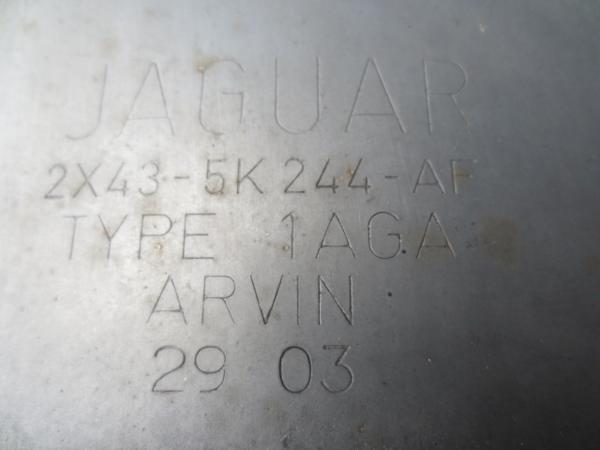 JAGUAR
2X43-5K244-AF
TYPE 1AGA
ARVIN
29 03